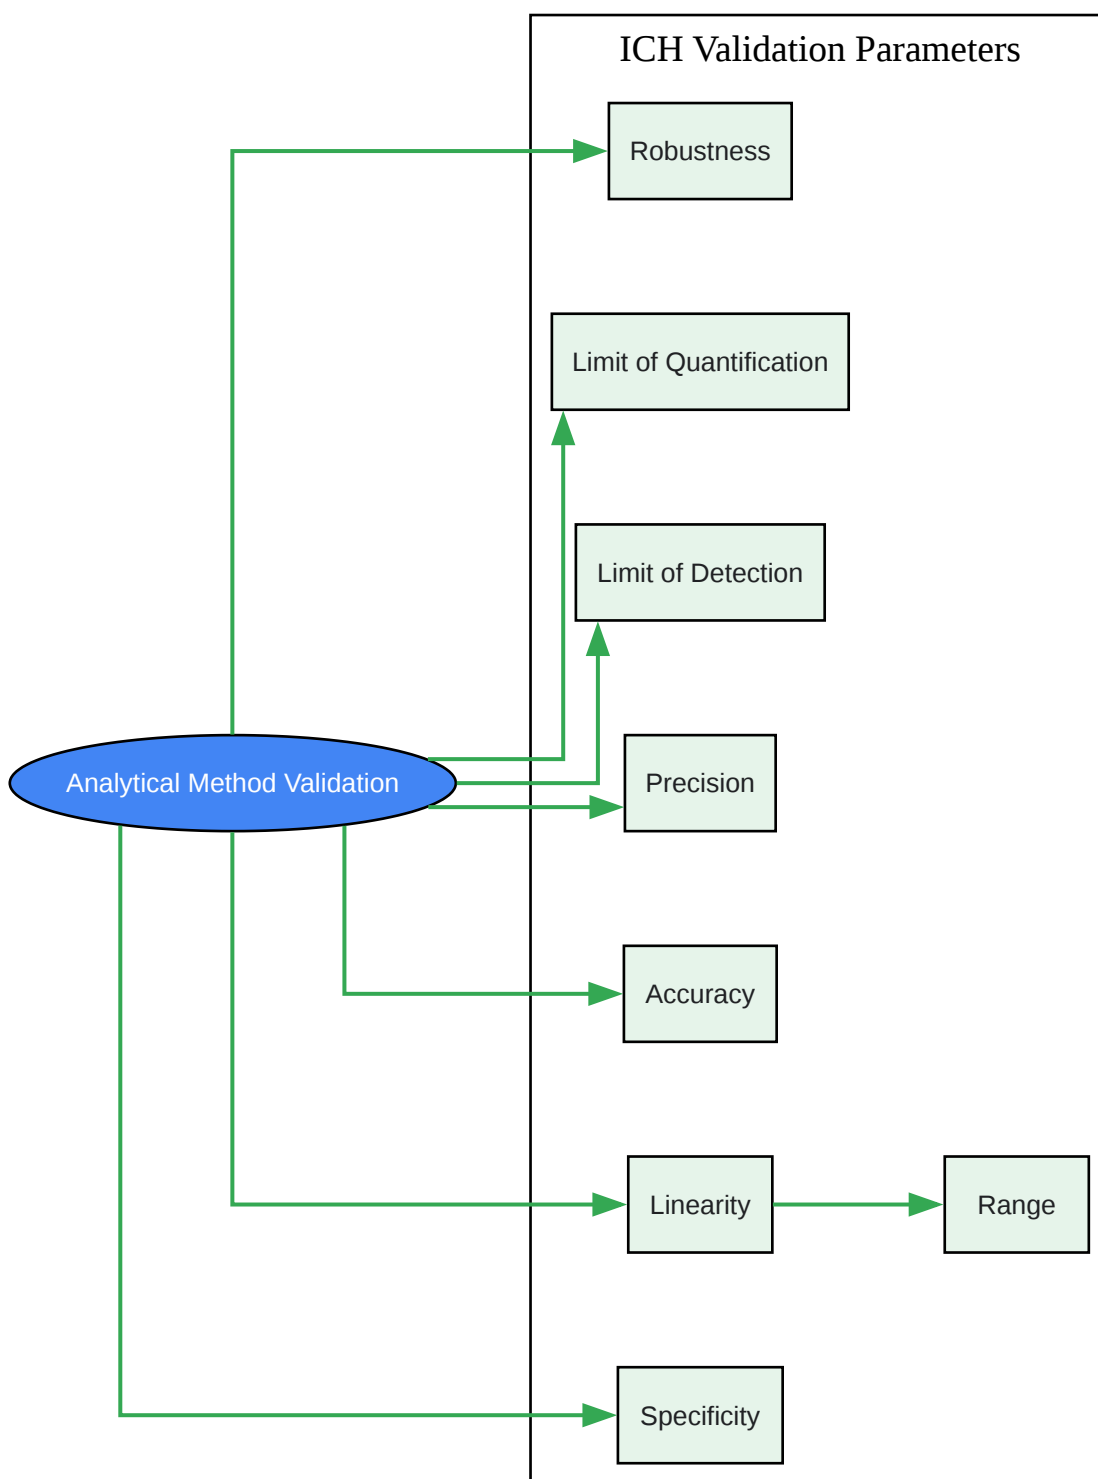 ICH Validation Parameters
Robustness
Limit of Quantification
Limit of Detection
Analytical Method Validation
Precision
Accuracy
Linearity
Range
Specificity